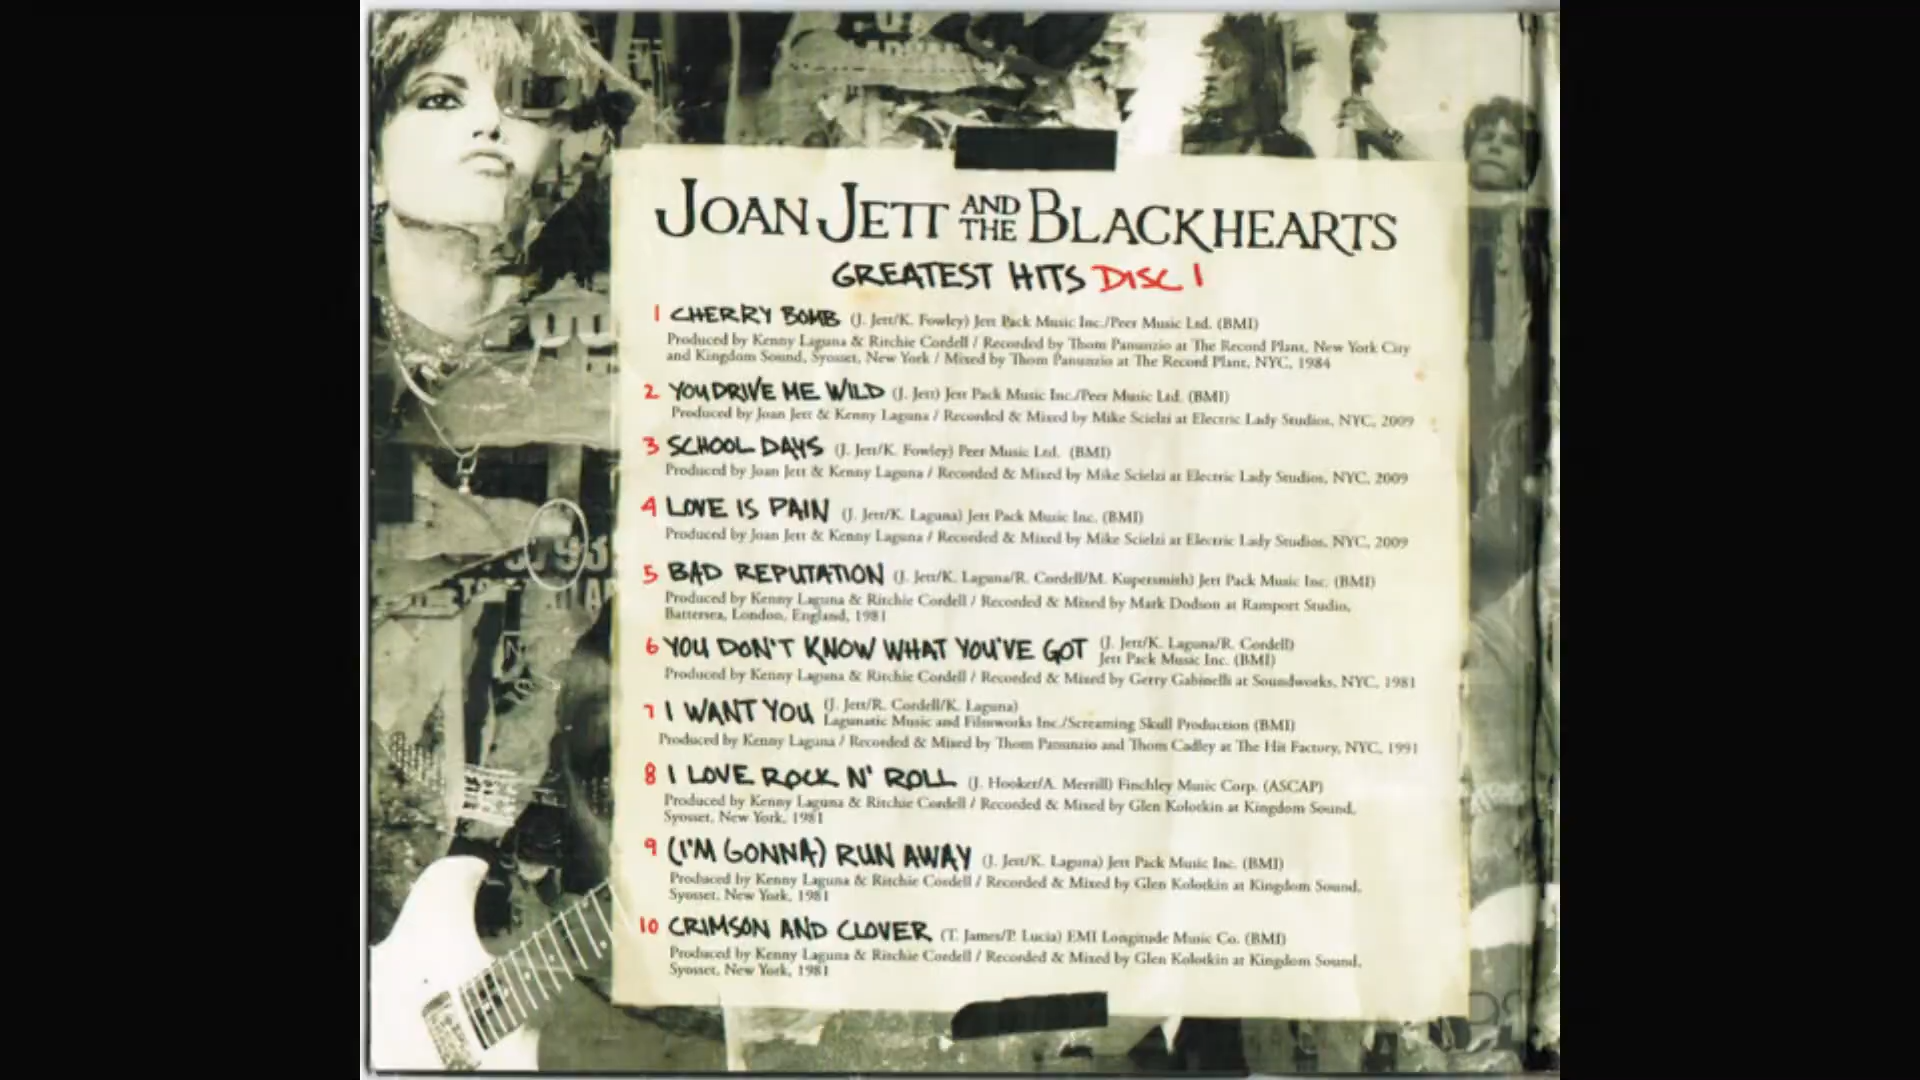 JOAN JETT AND THE BLACKHEARTS
GREATEST HITS DISC 1
1 CHERRY BOMB (J. Jett/K. Fowley) Jett Pack Music Inc./Peer Music Ltd. (BMI)
Produced by Kenny Laguna & Ritchie Cordell / Recorded by Thom Panunzio at The Record Plant, New York City
and Kingdom Sound, Syosset, New York / Mixed by Thom Panunzio at The Record Plant, NYC, 1984
2 YOU DRIVE ME WILD (J. Jett) Jett Pack Music Inc./Peer Music Ltd. (BMI)
Produced by Joan Jett & Kenny Laguna / Recorded & Mixed by Mike Scielzi at Electric Lady Studios, NYC, 2009
3 SCHOOL DAYS (J. Jett/K. Fowley) Peer Music Ltd. (BMI)
Produced by Joan Jett & Kenny Laguna / Recorded & Mixed by Mike Scielzi at Electric Lady Studios, NYC, 2009
4 LOVE IS PAIN (J. Jett/K. Laguna) Jett Pack Music Inc. (BMI)
Produced by Joan Jett & Kenny Laguna / Recorded & Mixed by Mike Scielzi at Electric Lady Studios, NYC, 2009
5 BAD REPUTATION (J. Jett/K. Laguna/R. Cordell/M. Kupersmith) Jett Pack Music Inc. (BMI)
Produced by Kenny Laguna & Ritchie Cordell / Recorded & Mixed by Mark Dodson at Ramport Studio,
Battersea, London, England, 1981
6 YOU DON'T KNOW WHAT YOU'VE GOT (J. Jett/K. Laguna/R. Cordell)
Jett Pack Music Inc. (BMI)
Produced by Kenny Laguna & Ritchie Cordell / Recorded & Mixed by Gerry Gabinelli at Soundworks, NYC, 1981
7 I WANT YOU (J. Jett/R. Cordell/K. Laguna)
Lagunatic Music and Filmworks Inc./Screaming Skull Production (BMI)
Produced by Kenny Laguna / Recorded & Mixed by Thom Panunzio and Thom Cadley at The Hit Factory, NYC, 1991
8 I LOVE ROCK N' ROLL (J. Hooker/A. Merrill) Finchley Music Corp. (ASCAP)
Produced by Kenny Laguna & Ritchie Cordell / Recorded & Mixed by Glen Kolotkin at Kingdom Sound,
Syosset, New York, 1981
9 (I'M GONNA) RUN AWAY (J. Jett/K. Laguna) Jett Pack Music Inc. (BMI)
Produced by Kenny Laguna & Ritchie Cordell / Recorded & Mixed by Glen Kolotkin at Kingdom Sound,
Syosset, New York, 1981
10 CRIMSON AND CLOVER (T. James/P. Lucia) EMI Longitude Music Co. (BMI)
Produced by Kenny Laguna & Ritchie Cordell / Recorded & Mixed by Glen Kolotkin at Kingdom Sound,
Syosset, New York, 1981